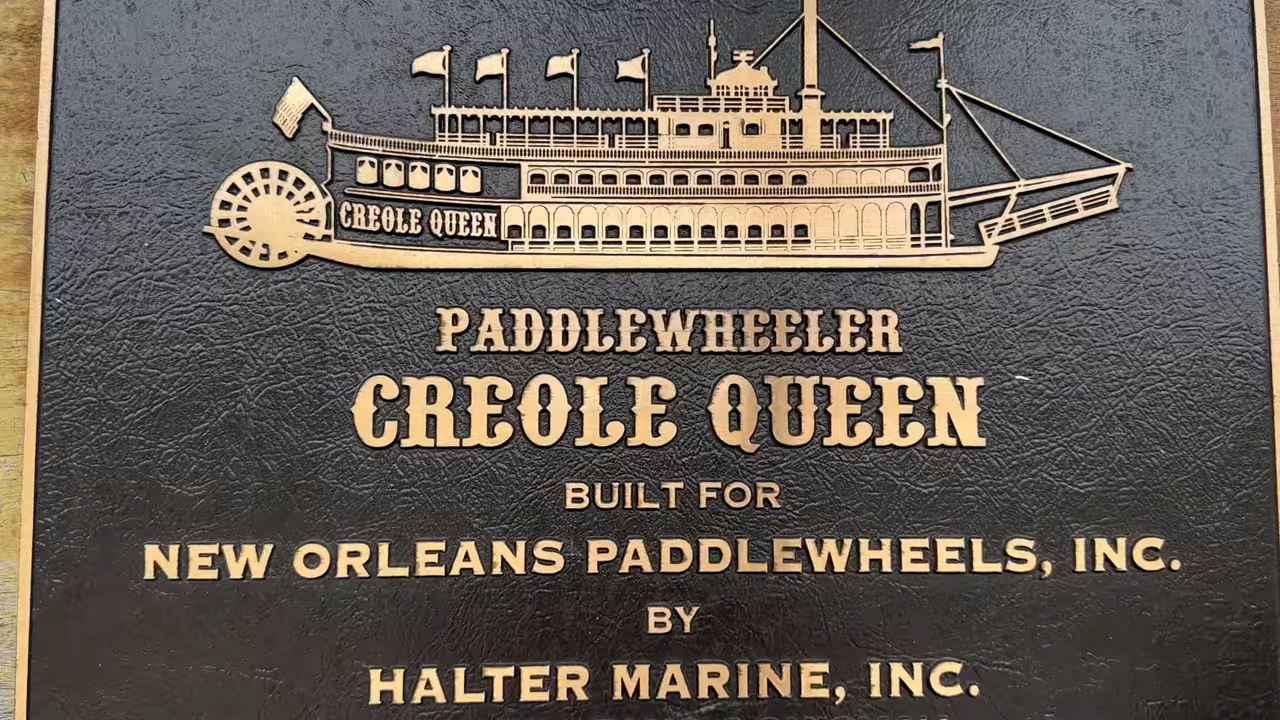 CREOLE QUEEN
PADDLEWHEELER
CREOLE QUEEN
BUILT FOR
NEW ORLEANS PADDLEWHEELS, INC.
BY
HALTER MARINE, INC.